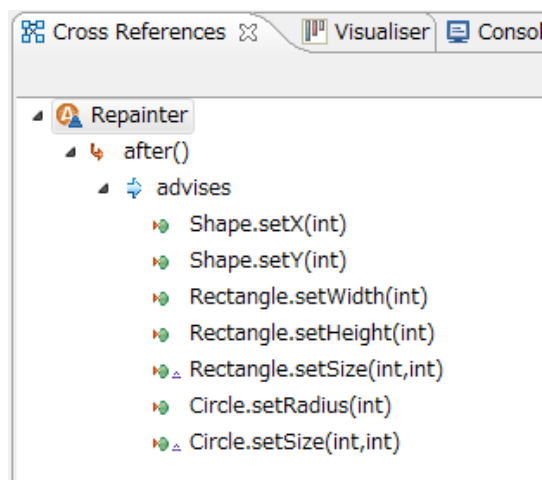 Cross References Visualiser Consol
Repainter
after()
advises
Shape.setX(int)
Shape.setY(int)
Rectangle.setWidth(int)
Rectangle.setHeight(int)
Rectangle.setSize(int,int)
Circle.setRadius(int)
Circle.setSize(int,int)